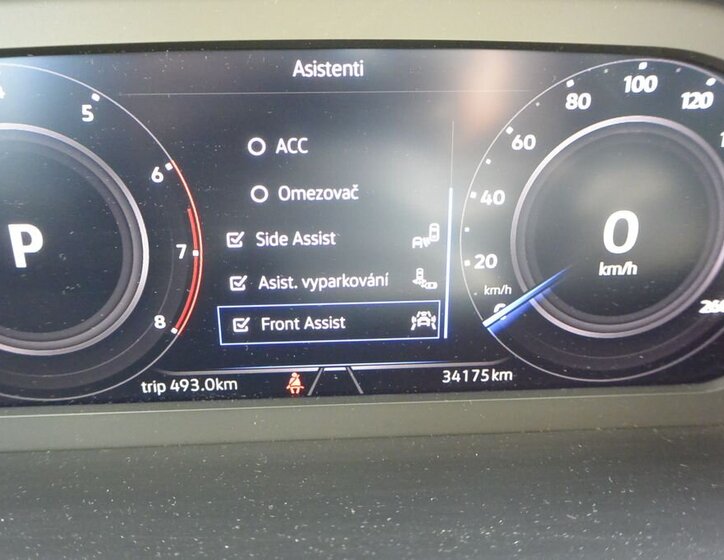 Asistenti
ACC
Omezovač
Side Assist
Asist. vyparkování
Front Assist
5
6
7
8
P
trip 493.0km
34175km
20
40
60
80
100
120
0
km/h
km/h